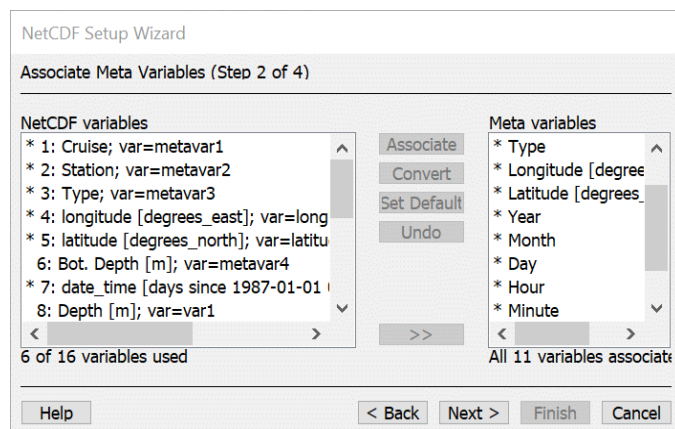 NetCDF Setup Wizard
Associate Meta Variables (Step 2 of 4)
NetCDF variables
* 1: Cruise; var=metavar1
* 2: Station; var=metavar2
* 3: Type; var=metavar3
* 4: longitude [degrees_east]; var=long
* 5: latitude [degrees_north]; var=latitu
6: Bot. Depth [m]; var=metavar4
* 7: date_time [days since 1987-01-01
8: Depth [m]; var=var1
6 of 16 variables used
Associate
Convert
Set Default
Undo
>>
Meta variables
* Type
* Longitude [degree
* Latitude [degrees_
* Year
* Month
* Day
* Hour
* Minute
All 11 variables associate
Help
< Back
Next >
Finish
Cancel